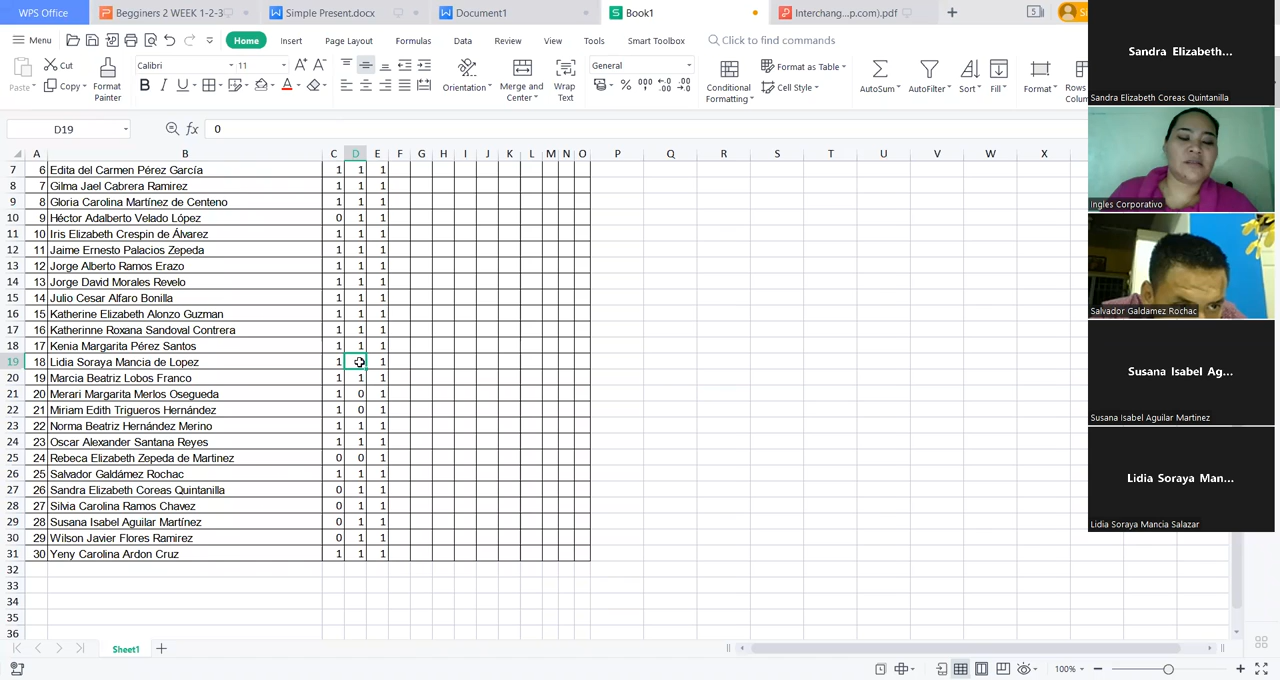 WPS Office Begginers 2 WEEK 1-2-3 Simple Present.docx Document1 Book1 Interchang...p.com).pdf 5
Menu Home Insert Page Layout Formulas Data Review View Tools Smart Toolbox Click to find commands
Paste Cut Copy Format Painter Calibri 11 Orientation Merge and Center Wrap Text General Conditional Formatting Format as Table Cell Style AutoSum AutoFilter Sort Fill Format Rows
D19 fx 0
A B C D E F G H I J K L M N O P Q R S T U V W X
7 6 Edita del Carmen Pérez García 1 1 1
8 7 Gilma Jael Cabrera Ramirez 1 1 1
9 8 Gloria Carolina Martínez de Centeno 1 1 1
10 9 Héctor Adalberto Velado López 0 1 1
11 10 Iris Elizabeth Crespin de Álvarez 1 1 1
12 11 Jaime Ernesto Palacios Zepeda 1 1 1
13 12 Jorge Alberto Ramos Erazo 1 1 1
14 13 Jorge David Morales Revelo 1 1 1
15 14 Julio Cesar Alfaro Bonilla 1 1 1
16 15 Katherine Elizabeth Alonzo Guzman 1 1 1
17 16 Katherinne Roxana Sandoval Contrera 1 1 1
18 17 Kenia Margarita Pérez Santos 1 1 1
19 18 Lidia Soraya Mancia de Lopez 1 1
20 19 Marcia Beatriz Lobos Franco 1 1 1
21 20 Merari Margarita Merlos Osegueda 1 0 1
22 21 Miriam Edith Trigueros Hernández 1 0 1
23 22 Norma Beatriz Hernández Merino 1 1 1
24 23 Oscar Alexander Santana Reyes 1 1 1
25 24 Rebeca Elizabeth Zepeda de Martinez 0 0 1
26 25 Salvador Galdámez Rochac 1 1 1
27 26 Sandra Elizabeth Coreas Quintanilla 0 1 1
28 27 Silvia Carolina Ramos Chavez 0 1 1
29 28 Susana Isabel Aguilar Martínez 0 1 1
30 29 Wilson Javier Flores Ramirez 0 1 1
31 30 Yeny Carolina Ardon Cruz 1 1 1
32
33
34
35
36
Sheet1
100%
Sandra Elizabeth...
Sandra Elizabeth Coreas Quintanilla
Ingles Corporativo
Salvador Galdamez Rochac
Susana Isabel Ag...
Susana Isabel Aguilar Martinez
Lidia Soraya Man...
Lidia Soraya Mancia Salazar